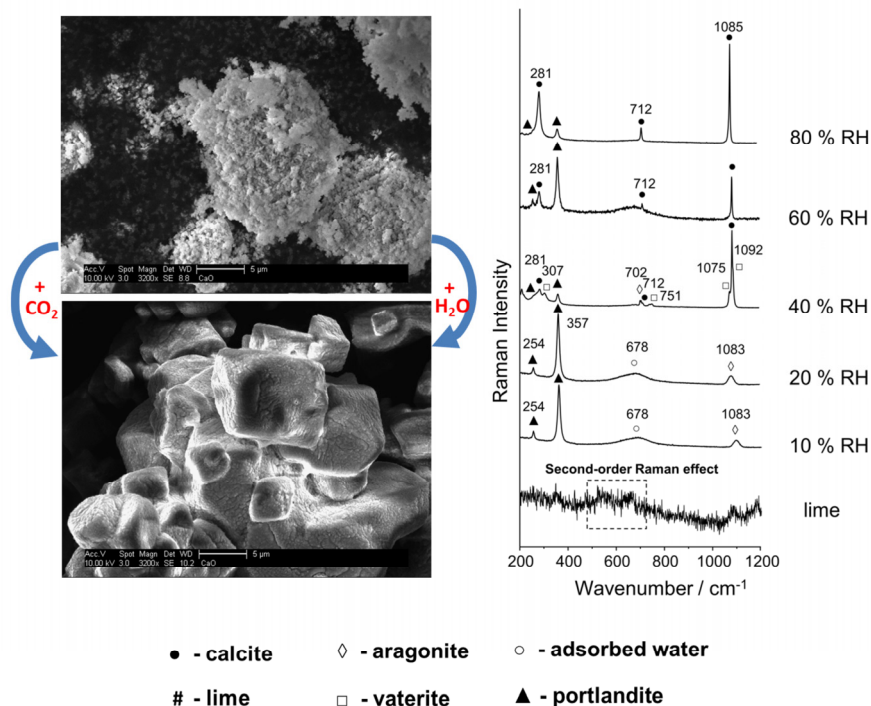 Acc.V Spot Magn Det WD 5 µm
10.00 kV 3.0 3200x SE 8.8 CaO
+
CO₂
+
H₂O
Acc.V Spot Magn Det WD 5 µm
10.00 kV 3.0 3200x SE 10.2 CaO
Raman Intensity
1085
281
712
80 % RH
281
712
60 % RH
281
307
702
712
751
1075
1092
40 % RH
357
254
678
1083
20 % RH
254
678
1083
10 % RH
Second-order Raman effect
lime
200 400 600 800 1000 1200
Wavenumber / cm⁻¹
● - calcite ◊ - aragonite ○ - adsorbed water
# - lime □ - vaterite ▲ - portlandite